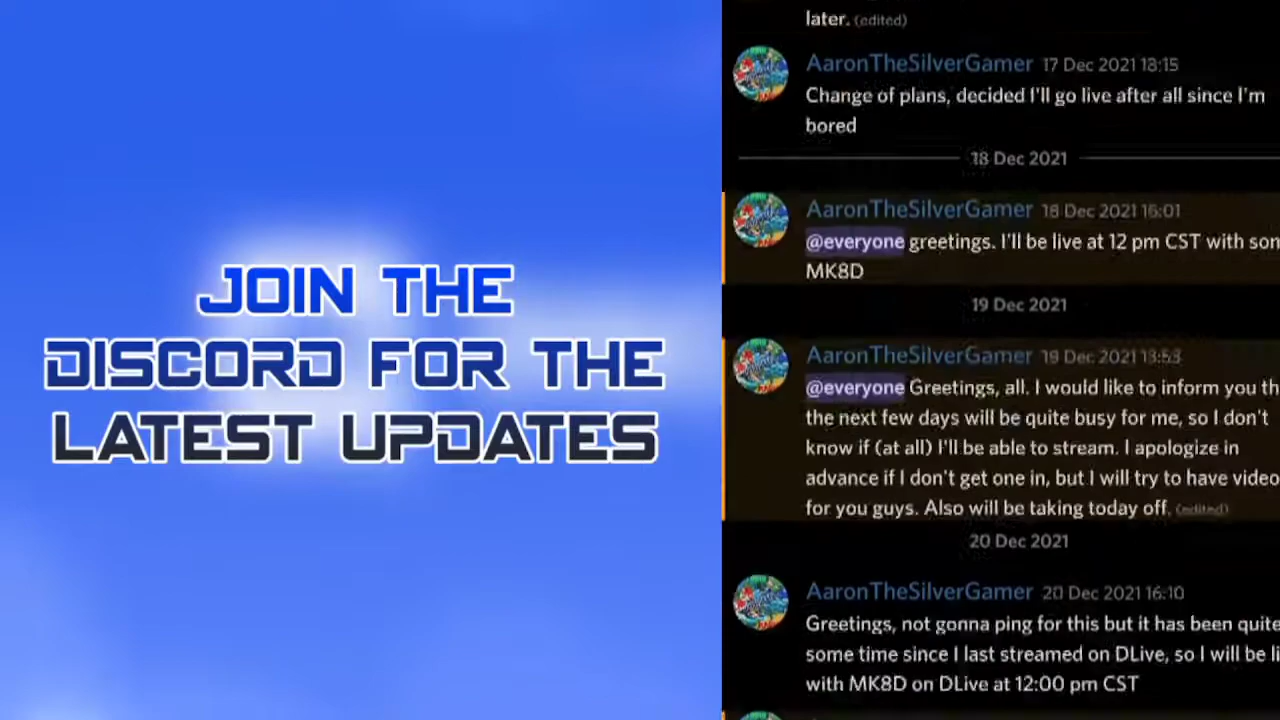 JOIN THE
DISCORD FOR THE
LATEST UPDATES
later. (edited)
AaronTheSilverGamer 17 Dec 2021 18:15
Change of plans, decided I'll go live after all since I'm
bored
18 Dec 2021
AaronTheSilverGamer 18 Dec 2021 16:01
@everyone greetings. I'll be live at 12 pm CST with som
MK8D
19 Dec 2021
AaronTheSilverGamer 19 Dec 2021 13:53
@everyone Greetings, all. I would like to inform you th
the next few days will be quite busy for me, so I don't
know if (at all) I'll be able to stream. I apologize in
advance if I don't get one in, but I will try to have video
for you guys. Also will be taking today off. (edited)
20 Dec 2021
AaronTheSilverGamer 20 Dec 2021 16:10
Greetings, not gonna ping for this but it has been quite
some time since I last streamed on DLive, so I will be li
with MK8D on DLive at 12:00 pm CST